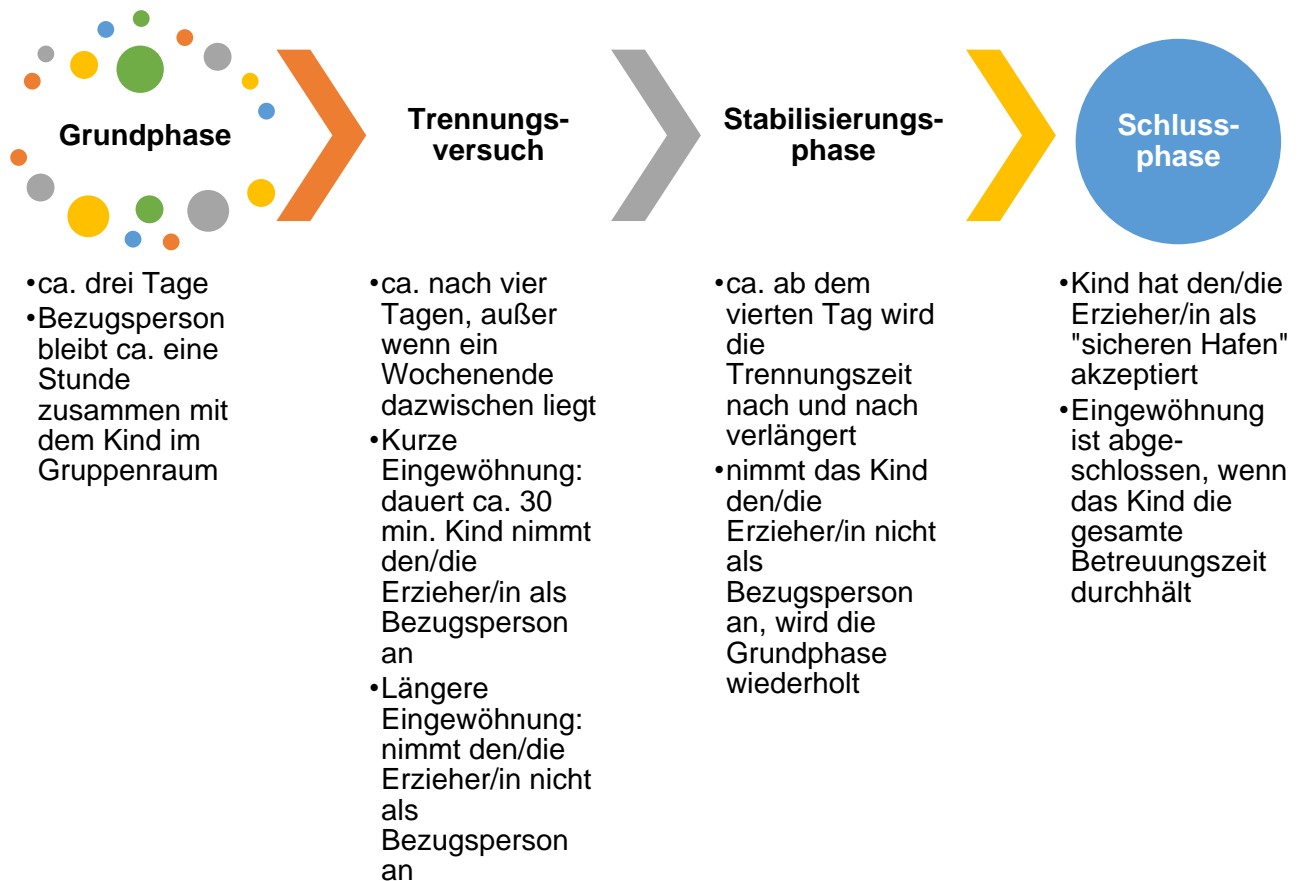 Grundphase
•ca. drei Tage
•Bezugsperson
bleibt ca. eine
Stunde
zusammen mit
dem Kind im
Gruppenraum
Trennungs-
versuch
•ca. nach vier
Tagen, außer
wenn ein
Wochenende
dazwischen liegt
•Kurze
Eingewöhnung:
dauert ca. 30
min. Kind nimmt
den/die
Erzieher/in als
Bezugsperson
an
•Längere
Eingewöhnung:
nimmt den/die
Erzieher/in nicht
als
Bezugsperson
an
Stabilisierungs-
phase
•ca. ab dem
vierten Tag wird
die
Trennungszeit
nach und nach
verlängert
•nimmt das Kind
den/die
Erzieher/in nicht
als
Bezugsperson
an, wird die
Grundphase
wiederholt
Schluss-
phase
•Kind hat den/die
Erzieher/in als
"sicheren Hafen"
akzeptiert
•Eingewöhnung
ist abge-
schlossen, wenn
das Kind die
gesamte
Betreuungszeit
durchhält